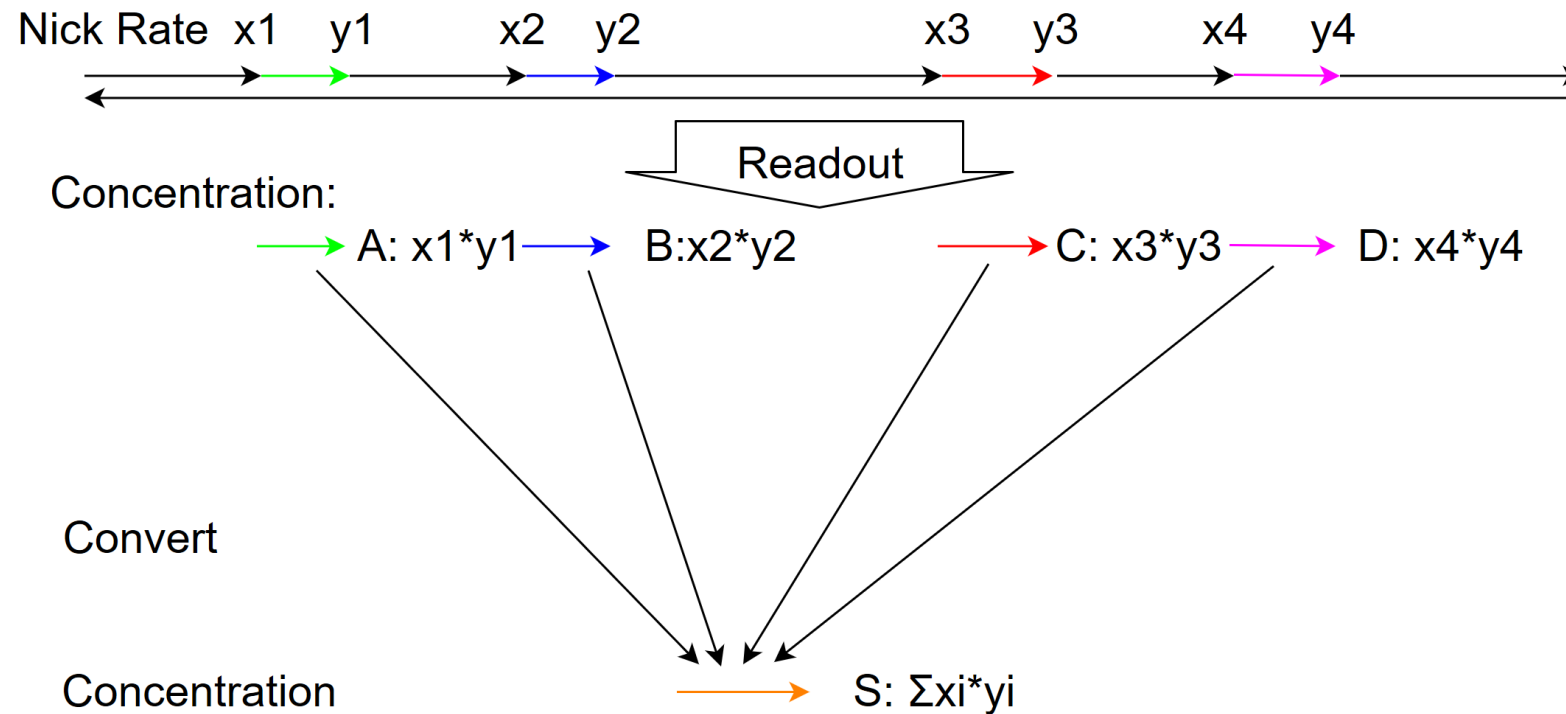 Nick Rate x1 y1 x2 y2 x3 y3 x4 y4
Readout
Concentration:
A: x1*y1 B:x2*y2 C: x3*y3 D: x4*y4
Convert
Concentration S: Σxi*yi